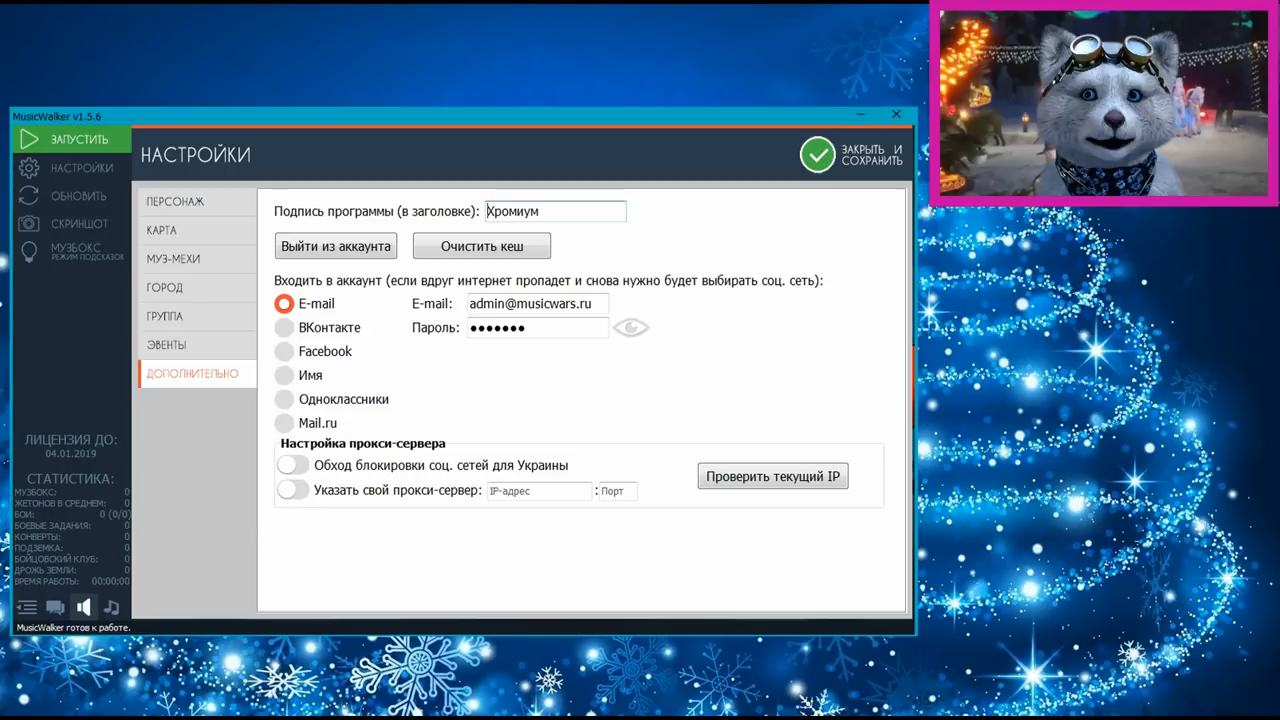 MusicWalker v1.5.6
ЗАПУСТИТЬ
НАСТРОЙКИ
ОБНОВИТЬ
СКРИНШОТ
МУЗБОКС
РЕЖИМ ПОДСКАЗОК
ЛИЦЕНЗИЯ ДО:
04.01.2019
СТАТИСТИКА:
МУЗБОКС: 0
ЖЕТОНОВ В СРЕДНЕМ: 0
БОИ: 0 (0/0)
БОЕВЫЕ ЗАДАНИЯ: 0
КОНВЕРТЫ: 0
ПОДЗЕМКА: 0
БОЙЦОВСКИЙ КЛУБ: 0
ДРОЖЬ ЗЕМЛИ: 0
ВРЕМЯ РАБОТЫ: 00:00:00
MusicWalker готов к работе.
НАСТРОЙКИ
ЗАКРЫТЬ И
СОХРАНИТЬ
ПЕРСОНАЖ
КАРТА
МУЗ-МЕХИ
ГОРОД
ГРУППА
ЭВЕНТЫ
ДОПОЛНИТЕЛЬНО
Подпись программы (в заголовке): Хромиум
Выйти из аккаунта Очистить кеш
Входить в аккаунт (если вдруг интернет пропадет и снова нужно будет выбирать соц. сеть):
E-mail E-mail: admin@musicwars.ru
ВКонтакте Пароль: ●●●●●●●
Facebook
Имя
Одноклассники
Mail.ru
Настройка прокси-сервера
Обход блокировки соц. сетей для Украины
Указать свой прокси-сервер: IP-адрес : Порт
Проверить текущий IP